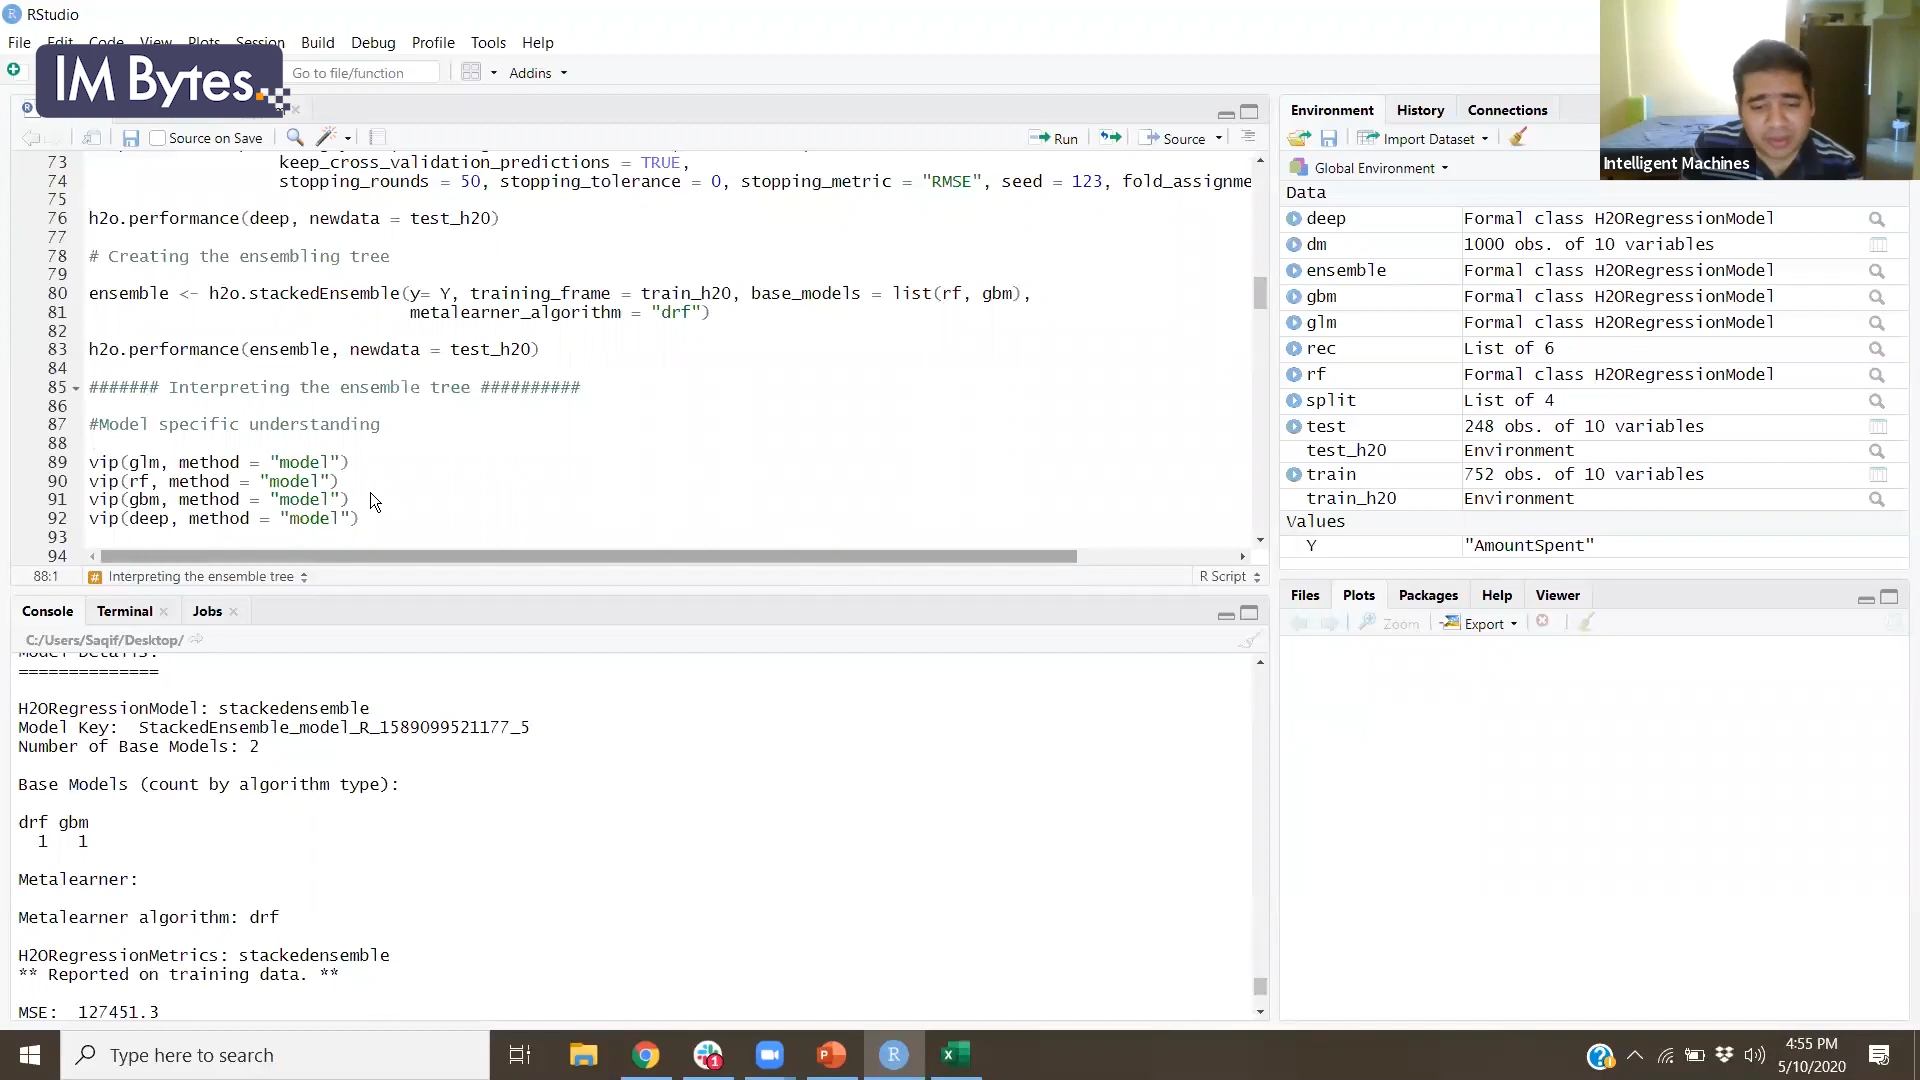 RStudio
File Edit Code View Plots Session Build Debug Profile Tools Help
IM Bytes.
Go to file/function
Addins
Source on Save
Run
Source
73 keep_cross_validation_predictions = TRUE,
74 stopping_rounds = 50, stopping_tolerance = 0, stopping_metric = "RMSE", seed = 123, fold_assignme
75
76 h2o.performance(deep, newdata = test_h2O)
77
78 # Creating the ensembling tree
79
80 ensemble <- h2o.stackedEnsemble(y= Y, training_frame = train_h2O, base_models = list(rf, gbm),
81 metalearner_algorithm = "drf")
82
83 h2o.performance(ensemble, newdata = test_h2O)
84
85 ####### Interpreting the ensemble tree ##########
86
87 #Model specific understanding
88
89 vip(glm, method = "model")
90 vip(rf, method = "model")
91 vip(gbm, method = "model")
92 vip(deep, method = "model")
93
94
88:1 Interpreting the ensemble tree R Script
Console Terminal Jobs
C:/Users/Saqif/Desktop/
Model Details:
==============
H2ORegressionModel: stackedensemble
Model Key: StackedEnsemble_model_R_1589099521177_5
Number of Base Models: 2
Base Models (count by algorithm type):
drf gbm
1 1
Metalearner:
Metalearner algorithm: drf
H2ORegressionMetrics: stackedensemble
** Reported on training data. **
MSE: 127451.3
Environment History Connections
Import Dataset
Global Environment
Intelligent Machines
Data
deep Formal class H2ORegressionModel
dm 1000 obs. of 10 variables
ensemble Formal class H2ORegressionModel
gbm Formal class H2ORegressionModel
glm Formal class H2ORegressionModel
rec List of 6
rf Formal class H2ORegressionModel
split List of 4
test 248 obs. of 10 variables
test_h2O Environment
train 752 obs. of 10 variables
train_h2O Environment
Values
Y "AmountSpent"
Files Plots Packages Help Viewer
Zoom Export
Type here to search
1
4:55 PM
5/10/2020